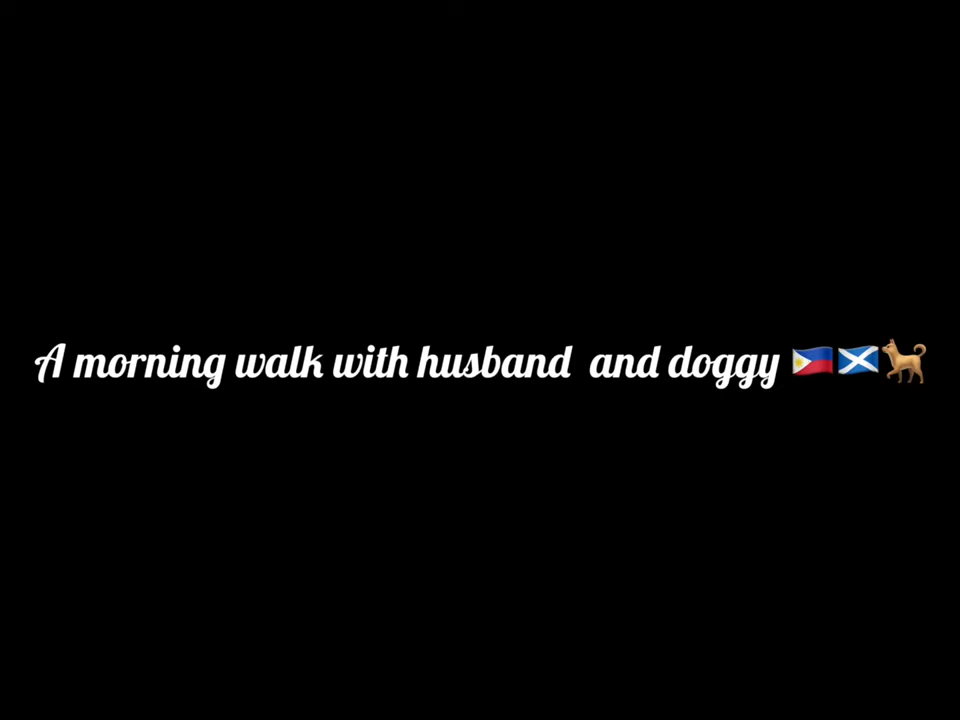 A morning walk with husband  and doggy 🇵🇭🏴󠁧󠁢󠁳󠁣󠁴󠁿🐕